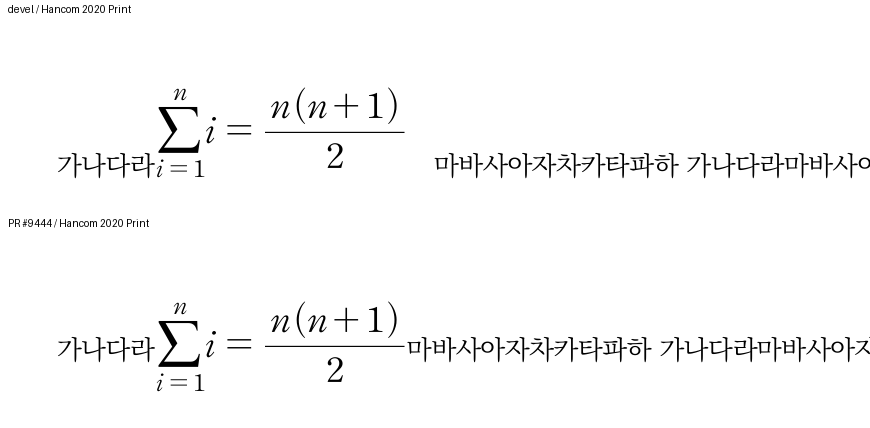 devel / Hancom 2020 Print
가나다라∑_{i=1}^{n} i = n(n+1)/2 마바사아자차카타파하 가나다라마바사아
PR #9444 / Hancom 2020 Print
가나다라∑_{i=1}^{n} i = n(n+1)/2마바사아자차카타파하 가나다라마바사아자